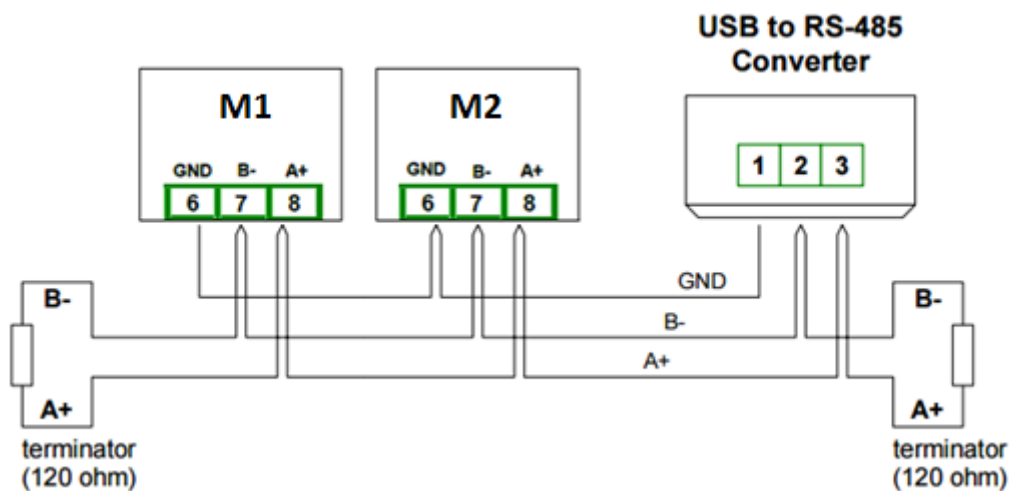 USB to RS-485
Converter
M1
M2
GND B- A+
GND B- A+
1 2 3
6 7 8
6 7 8
GND
B-
B-
B-
A+
A+
A+
terminator
(120 ohm)
terminator
(120 ohm)